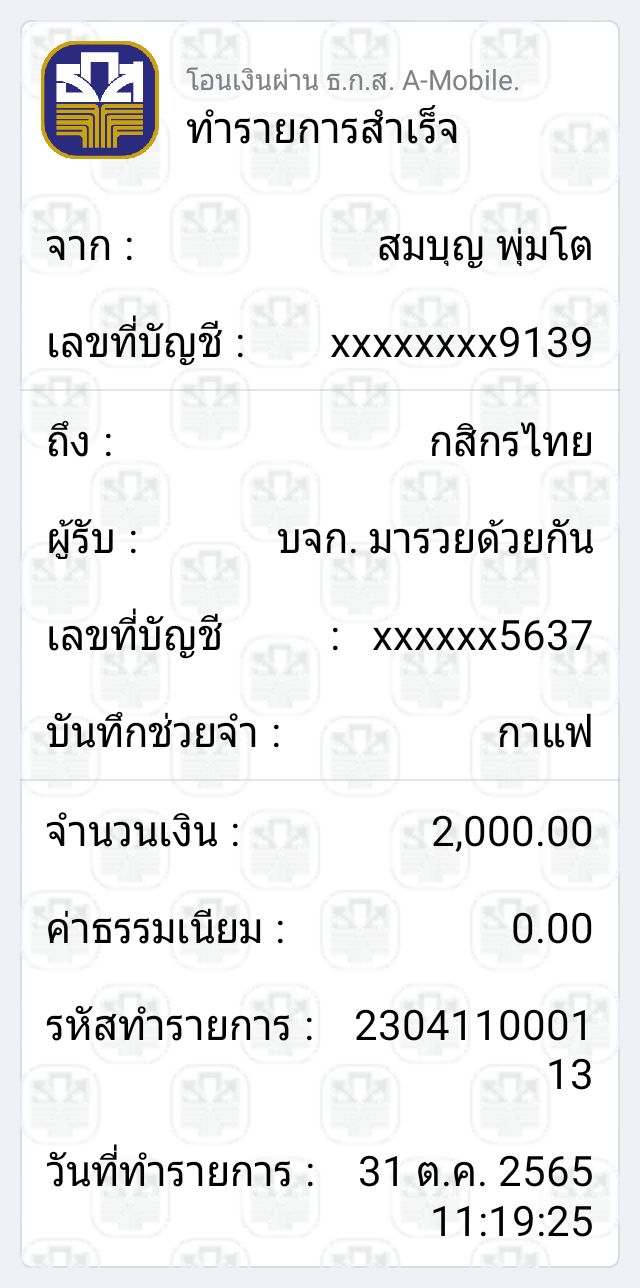 ธกส
โอนเงินผ่าน ธ.ก.ส. A-Mobile.
ทำรายการสำเร็จ
จาก : สมบุญ พุ่มโต
เลขที่บัญชี : xxxxxxxx9139
ถึง : กสิกรไทย
ผู้รับ : บจก. มารวยด้วยกัน
เลขที่บัญชี : xxxxxx5637
บันทึกช่วยจำ : กาแฟ
จำนวนเงิน : 2,000.00
ค่าธรรมเนียม : 0.00
รหัสทำรายการ : 2304110001
13
วันที่ทำรายการ : 31 ต.ค. 2565
11:19:25